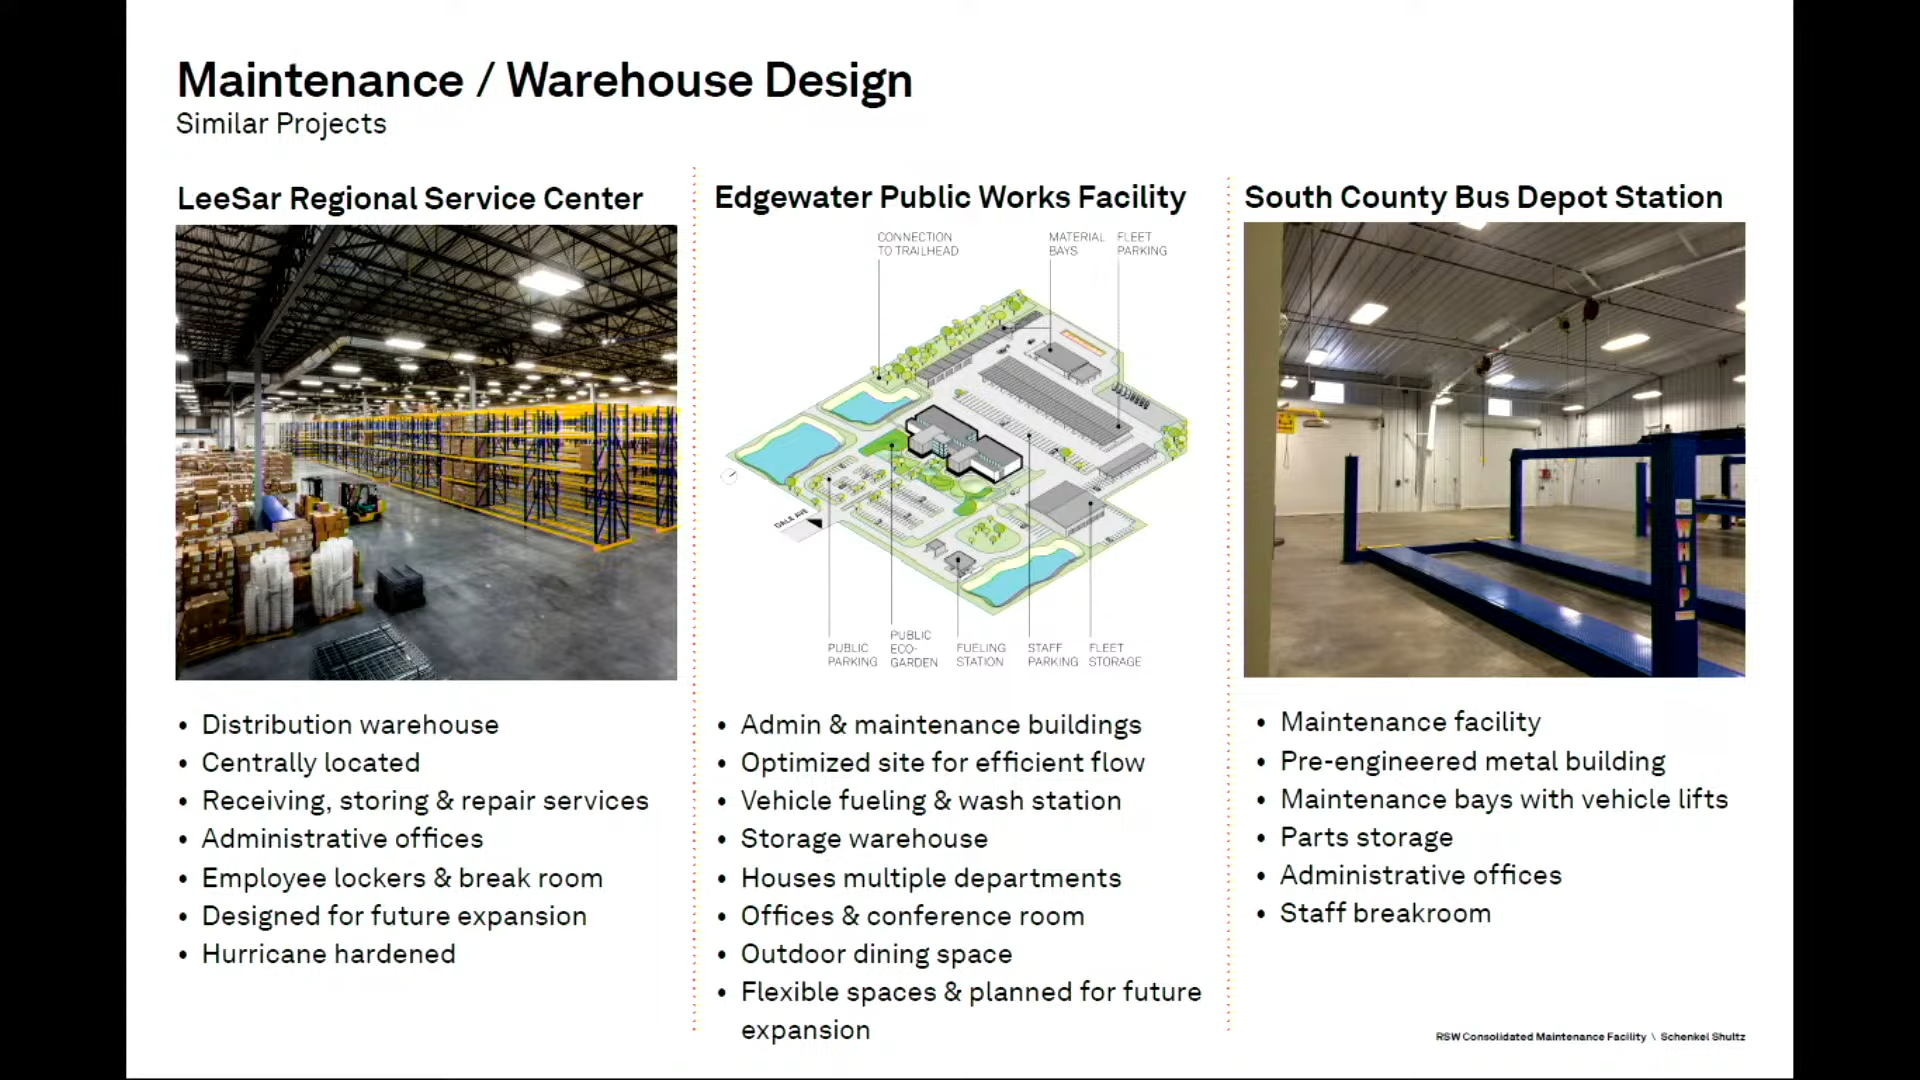 Maintenance / Warehouse Design
Similar Projects
LeeSar Regional Service Center
• Distribution warehouse
• Centrally located
• Receiving, storing & repair services
• Administrative offices
• Employee lockers & break room
• Designed for future expansion
• Hurricane hardened
Edgewater Public Works Facility
CONNECTION
TO TRAILHEAD
MATERIAL
BAYS
FLEET
PARKING
DALE AVE
PUBLIC
PARKING
PUBLIC
ECO-
GARDEN
FUELING
STATION
STAFF
PARKING
FLEET
STORAGE
• Admin & maintenance buildings
• Optimized site for efficient flow
• Vehicle fueling & wash station
• Storage warehouse
• Houses multiple departments
• Offices & conference room
• Outdoor dining space
• Flexible spaces & planned for future
expansion
South County Bus Depot Station
WHIP
• Maintenance facility
• Pre-engineered metal building
• Maintenance bays with vehicle lifts
• Parts storage
• Administrative offices
• Staff breakroom
RSW Consolidated Maintenance Facility \ Schenkel Shultz